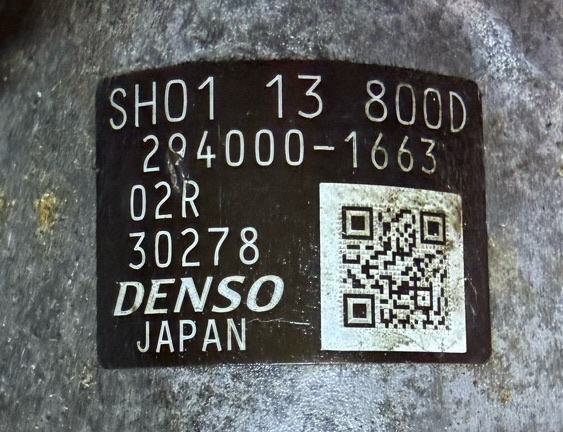 SH01 13 800D
294000-1663
02R
30278
DENSO
JAPAN